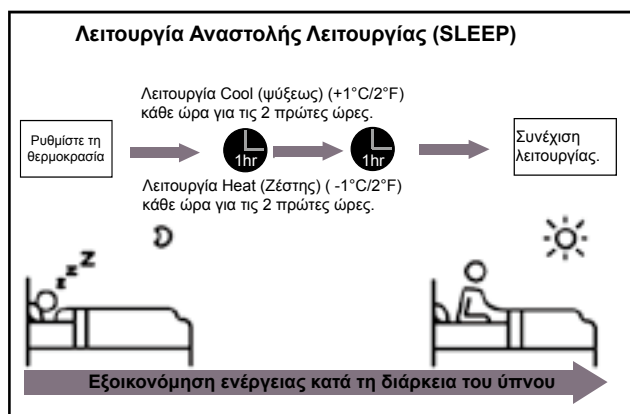 Λειτουργία Αναστολής Λειτουργίας (SLEEP)
Λειτουργία Cool (ψύξεως) (+1°C/2°F)
κάθε ώρα για τις 2 πρώτες ώρες.
Ρυθμίστε τη
θερμοκρασία
1hr
1hr
Συνέχιση
λειτουργίας.
Λειτουργία Heat (Ζέστης) ( -1°C/2°F)
κάθε ώρα για τις 2 πρώτες ώρες.
z z Z
Εξοικονόμηση ενέργειας κατά τη διάρκεια του ύπνου